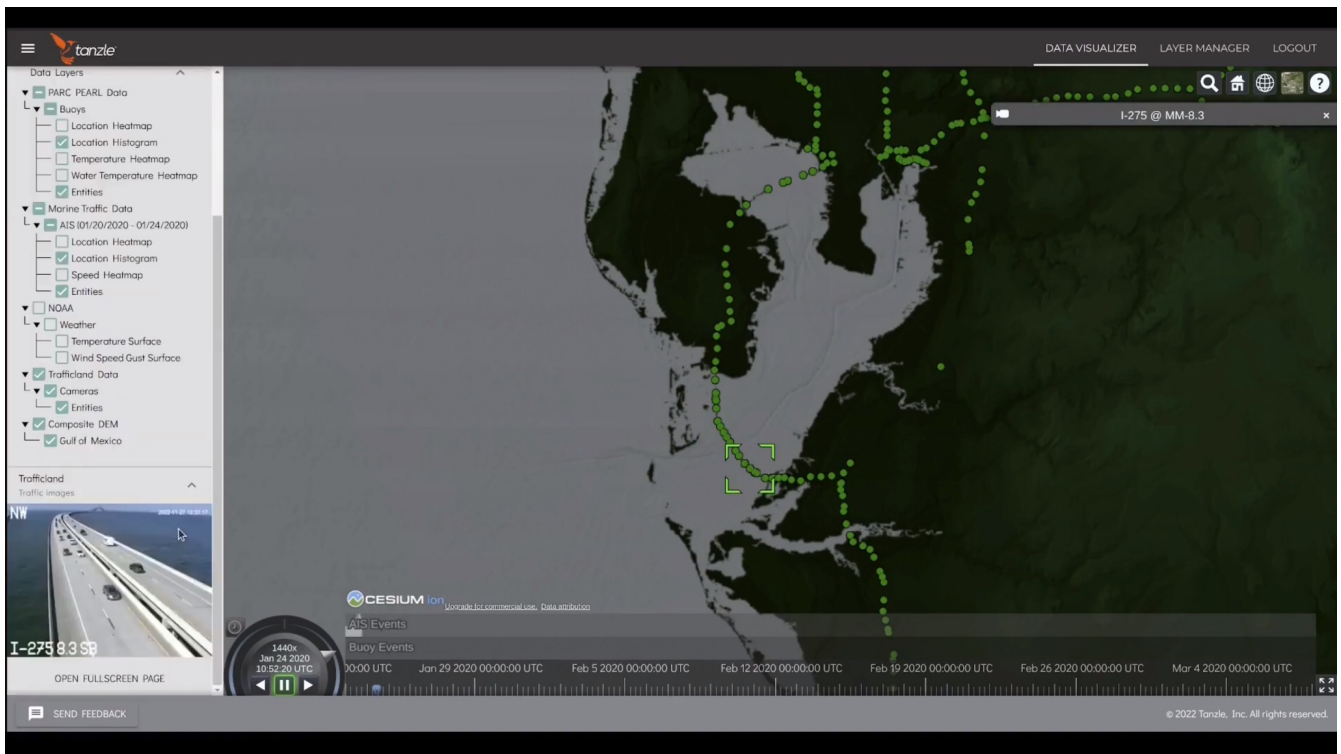 tanzle
DATA VISUALIZER
LAYER MANAGER
LOGOUT
Data Layers
PARC PEARL Data
Buoys
Location Heatmap
Location Histogram
Temperature Heatmap
Water Temperature Heatmap
Entities
Marine Traffic Data
AIS (01/20/2020 - 01/24/2020)
Location Heatmap
Location Histogram
Speed Heatmap
Entities
NOAA
Weather
Temperature Surface
Wind Speed Gust Surface
Trafficland Data
Cameras
Entities
Composite DEM
Gulf of Mexico
I-275 @ MM-8.3
Trafficland
Traffic images
NW
I-275 8.3 SB
OPEN FULLSCREEN PAGE
CESIUM ion
Upgrade for commercial use. Data attribution
AIS Events
Buoy Events
1440x
Jan 24 2020
10:52:20 UTC
00:00 UTC
Jan 29 2020 00:00:00 UTC
Feb 5 2020 00:00:00 UTC
Feb 12 2020 00:00:00 UTC
Feb 19 2020 00:00:00 UTC
Feb 26 2020 00:00:00 UTC
Mar 4 2020 00:00:00 UTC
SEND FEEDBACK
© 2022 Tanzle, Inc. All rights reserved.